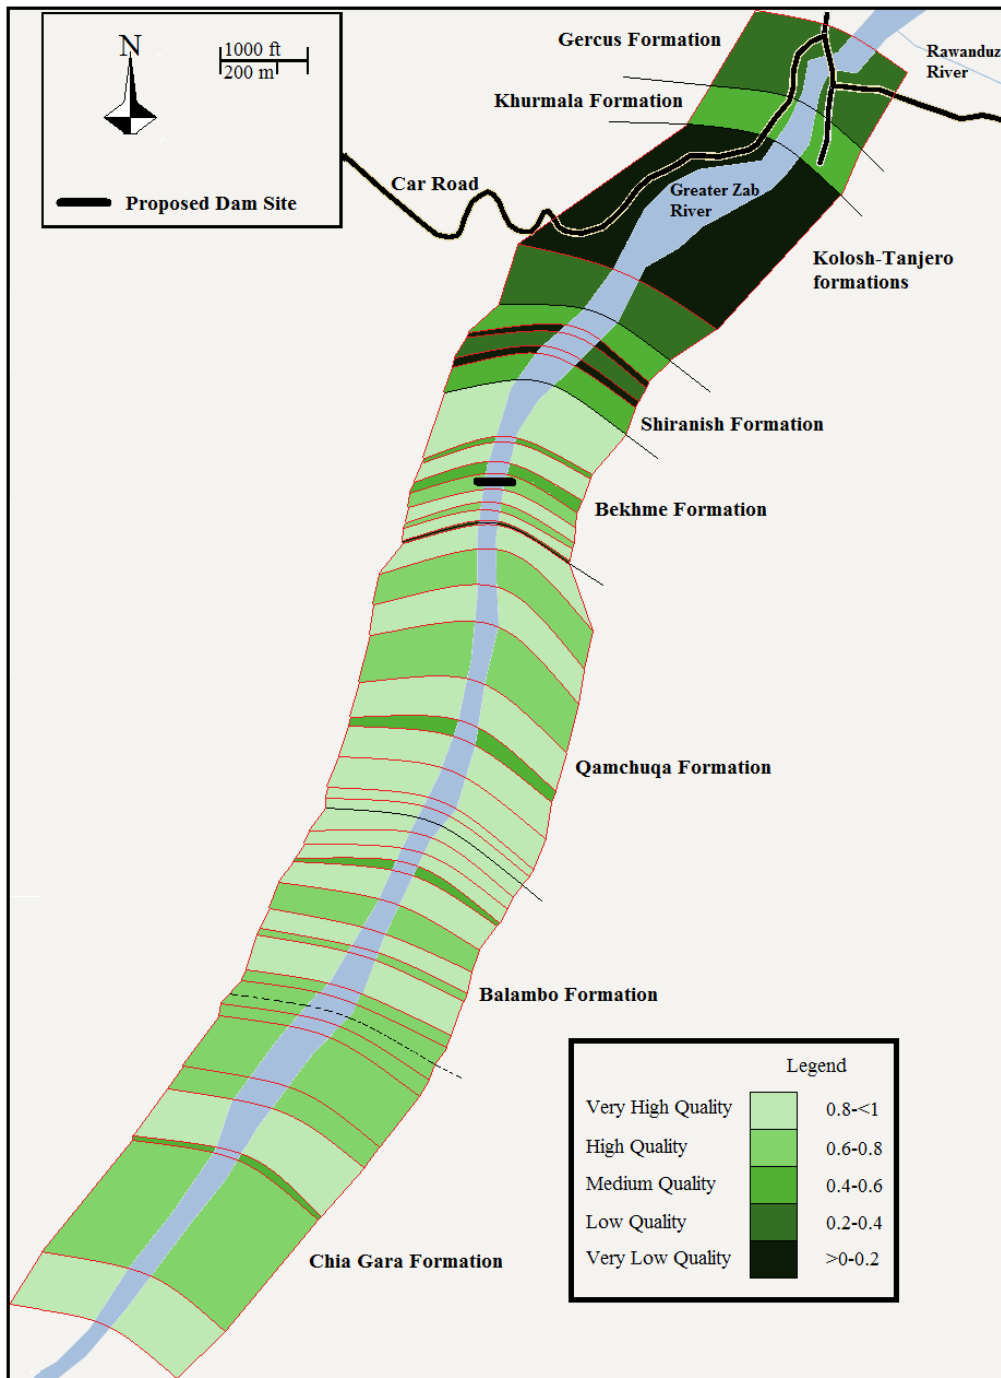 N
1000 ft
200 m
Proposed Dam Site
Gercus Formation
Rawanduz
River
Khurmala Formation
Car Road
Greater Zab
River
Kolosh-Tanjero
formations
Shiranish Formation
Bekhme Formation
Qamchuqa Formation
Balambo Formation
Chia Gara Formation
Legend
Very High Quality 0.8-<1
High Quality 0.6-0.8
Medium Quality 0.4-0.6
Low Quality 0.2-0.4
Very Low Quality >0-0.2